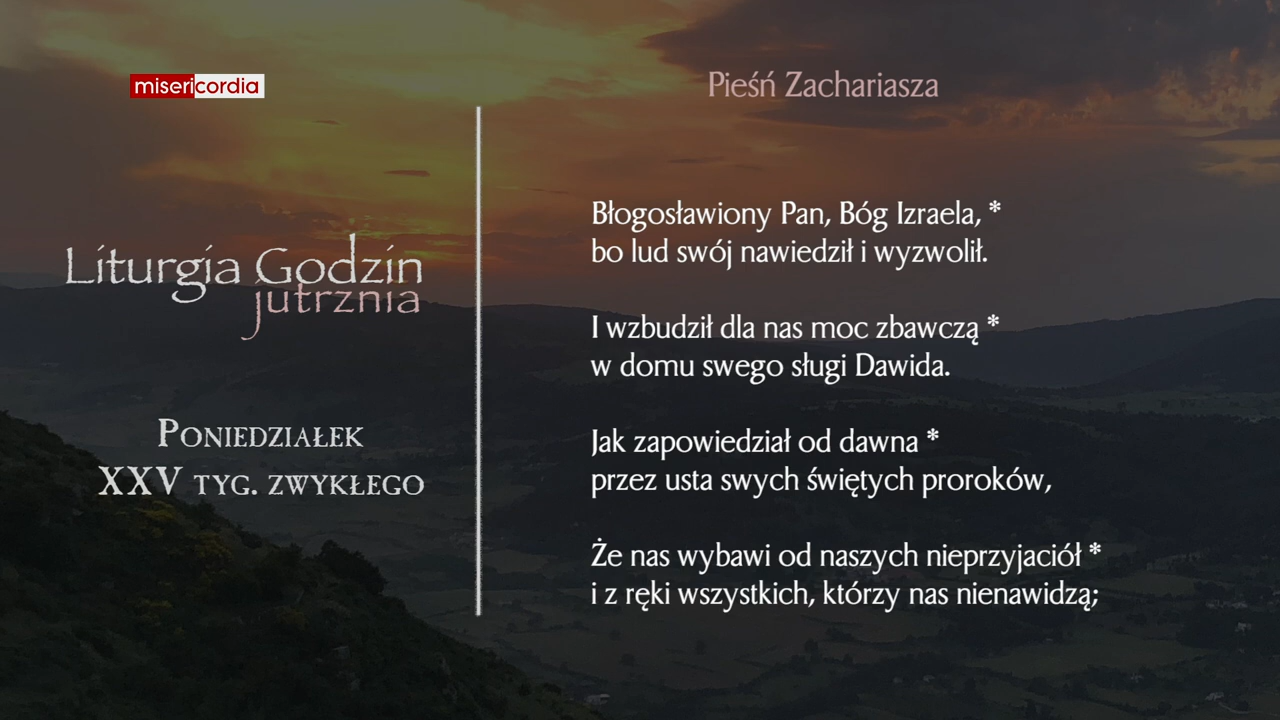 misericordia
Liturgia Godzin
jutrznia
Poniedziałek
XXV tyg. zwykłego
Pieśń Zachariasza
Błogosławiony Pan, Bóg Izraela, *
bo lud swój nawiedził i wyzwolił.
I wzbudził dla nas moc zbawczą *
w domu swego sługi Dawida.
Jak zapowiedział od dawna *
przez usta swych świętych proroków,
Że nas wybawi od naszych nieprzyjaciół *
i z ręki wszystkich, którzy nas nienawidzą;